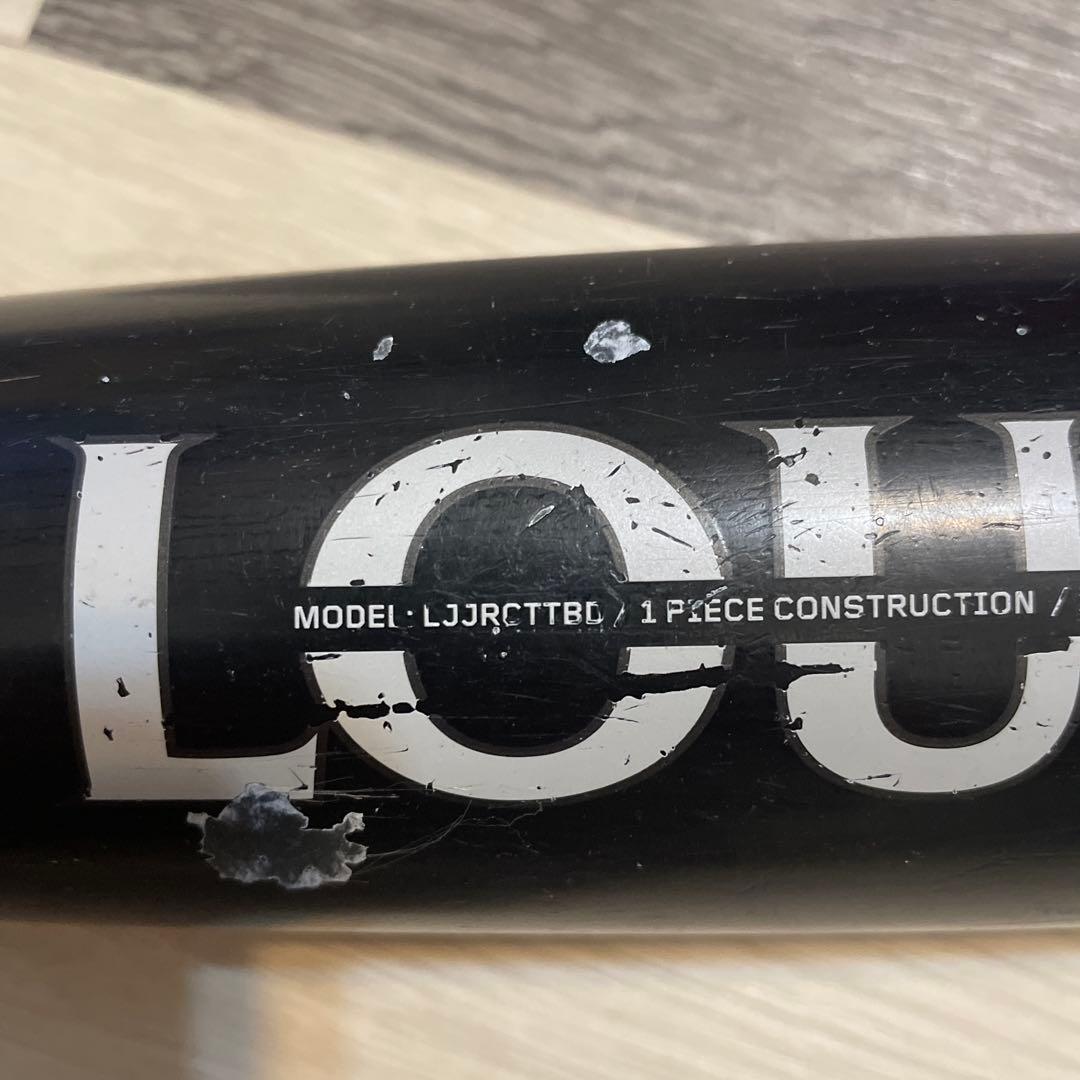 LOU
MODEL · LJJRCTTBD / 1 PIECE CONSTRUCTION /